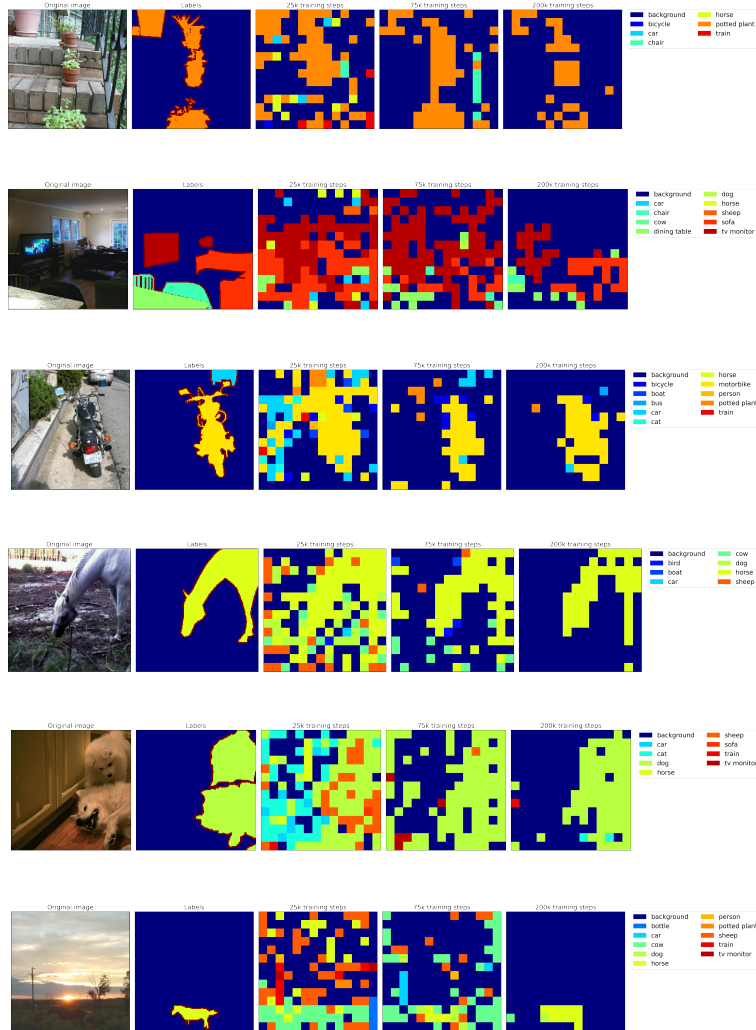 Original image Labels 25k training steps 75k training steps 200k training steps
background horse
bicycle potted plant
car train
chair
Original image Labels 25k training steps 75k training steps 200k training steps
background dog
car horse
chair sheep
cow sofa
dining table tv monitor
Original image Labels 25k training steps 75k training steps 200k training steps
background horse
bicycle motorbike
boat person
bus potted plant
car train
cat
Original image Labels 25k training steps 75k training steps 200k training steps
background cow
bird dog
boat horse
car sheep
Original image Labels 25k training steps 75k training steps 200k training steps
background sheep
car sofa
cat train
dog tv monitor
horse
Original image Labels 25k training steps 75k training steps 200k training steps
background person
bottle potted plant
car sheep
cow train
dog tv monitor
horse